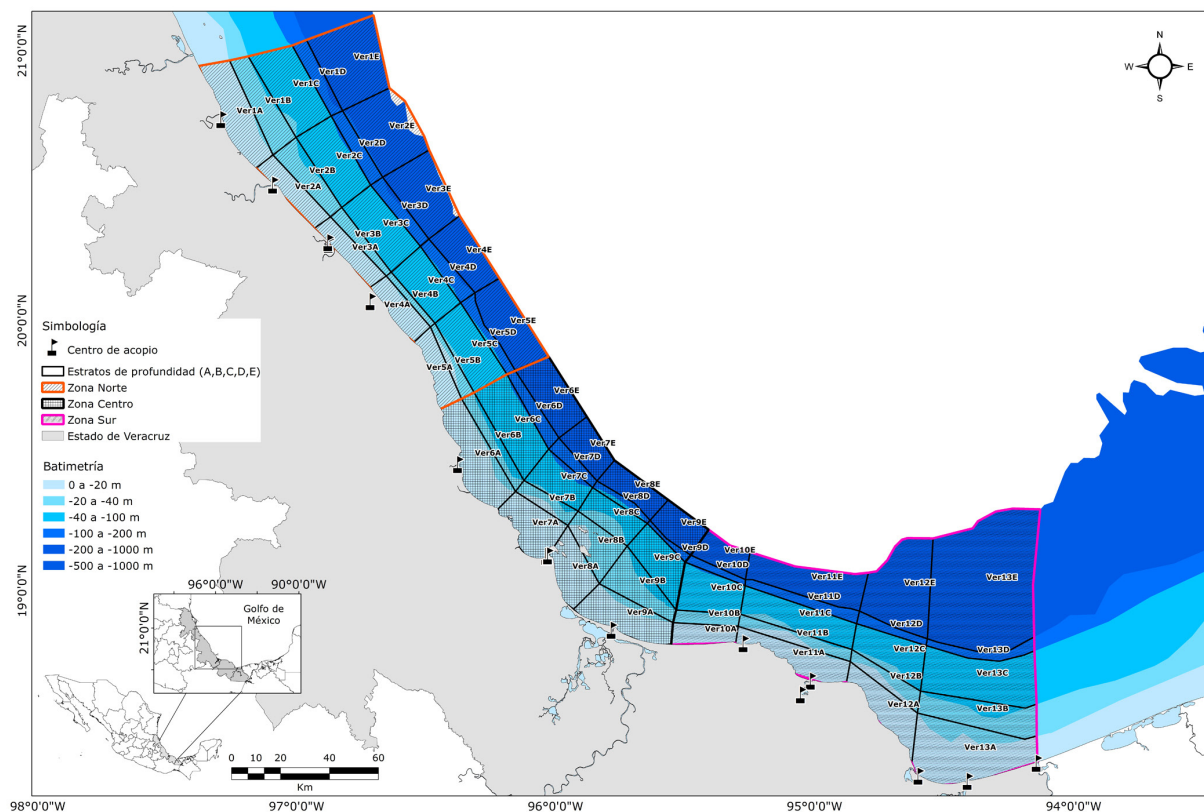 21°0'0"N
20°0'0"N
19°0'0"N
98°0'0"W
97°0'0"W
96°0'0"W
95°0'0"W
94°0'0"W
N
W E
S
Ver1A
Ver1B
Ver1C
Ver1D
Ver1E
Ver2A
Ver2B
Ver2C
Ver2D
Ver2E
Ver3A
Ver3B
Ver3C
Ver3D
Ver3E
Ver4A
Ver4B
Ver4C
Ver4D
Ver4E
Ver5A
Ver5B
Ver5C
Ver5D
Ver5E
Ver6A
Ver6B
Ver6C
Ver6D
Ver6E
Ver7A
Ver7B
Ver7C
Ver7D
Ver7E
Ver8A
Ver8B
Ver8C
Ver8D
Ver8E
Ver9A
Ver9B
Ver9C
Ver9D
Ver9E
Ver10A
Ver10B
Ver10C
Ver10D
Ver10E
Ver11A
Ver11B
Ver11C
Ver11D
Ver11E
Ver12A
Ver12B
Ver12C
Ver12D
Ver12E
Ver13A
Ver13B
Ver13C
Ver13D
Ver13E
Simbología
Centro de acopio
Estratos de profundidad (A,B,C,D,E)
Zona Norte
Zona Centro
Zona Sur
Estado de Veracruz
Batimetría
0 a -20 m
-20 a -40 m
-40 a -100 m
-100 a -200 m
-200 a -1000 m
-500 a -1000 m
96°0'0"W 90°0'0"W
21°0'0"N
Golfo de
México
0 10 20 40 60
Km